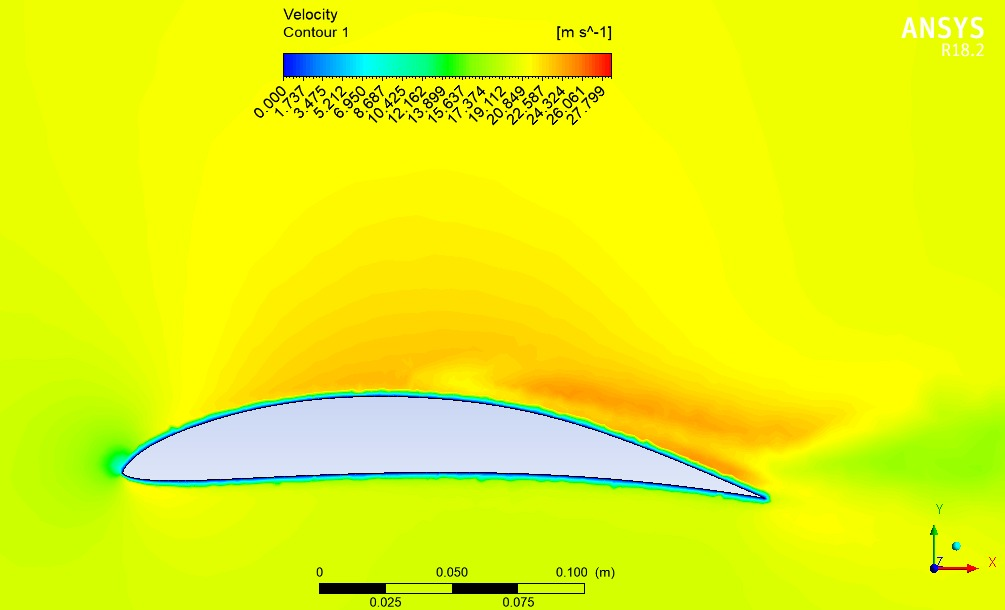 Velocity
Contour 1 [m s^-1]
ANSYS
R18.2
0.000 1.737 3.475 5.212 6.950 8.687 10.425 12.162 13.899 15.637 17.374 19.112 20.849 22.587 24.324 26.061 27.799
Y
Z X
0 0.050 0.100 (m)
0.025 0.075